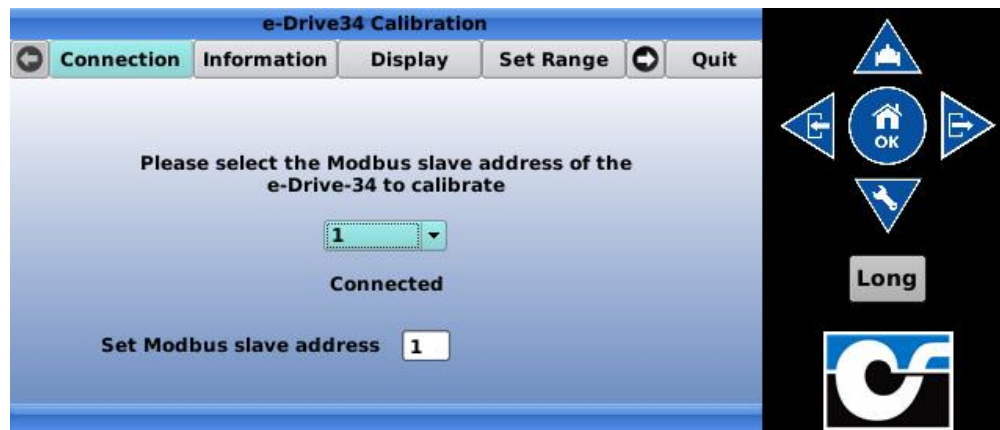 e-Drive34 Calibration
Connection Information Display Set Range Quit
Please select the Modbus slave address of the
e-Drive-34 to calibrate
1
Connected
Set Modbus slave address 1
OK
Long